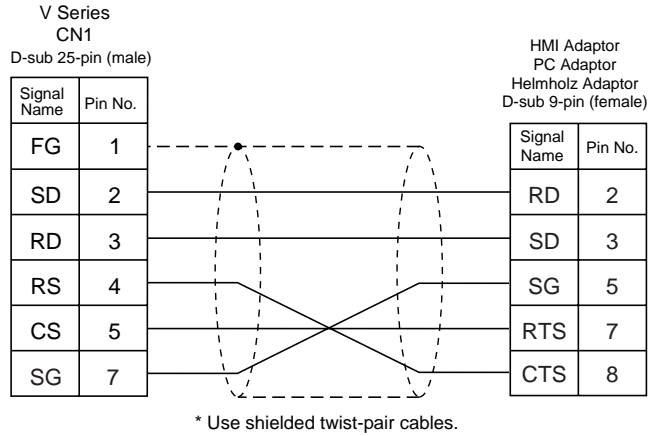 V Series
CN1
D-sub 25-pin (male)
Signal Name Pin No.
FG 1
SD 2
RD 3
RS 4
CS 5
SG 7
HMI Adaptor
PC Adaptor
Helmholz Adaptor
D-sub 9-pin (female)
Signal Name Pin No.
RD 2
SD 3
SG 5
RTS 7
CTS 8
* Use shielded twist-pair cables.